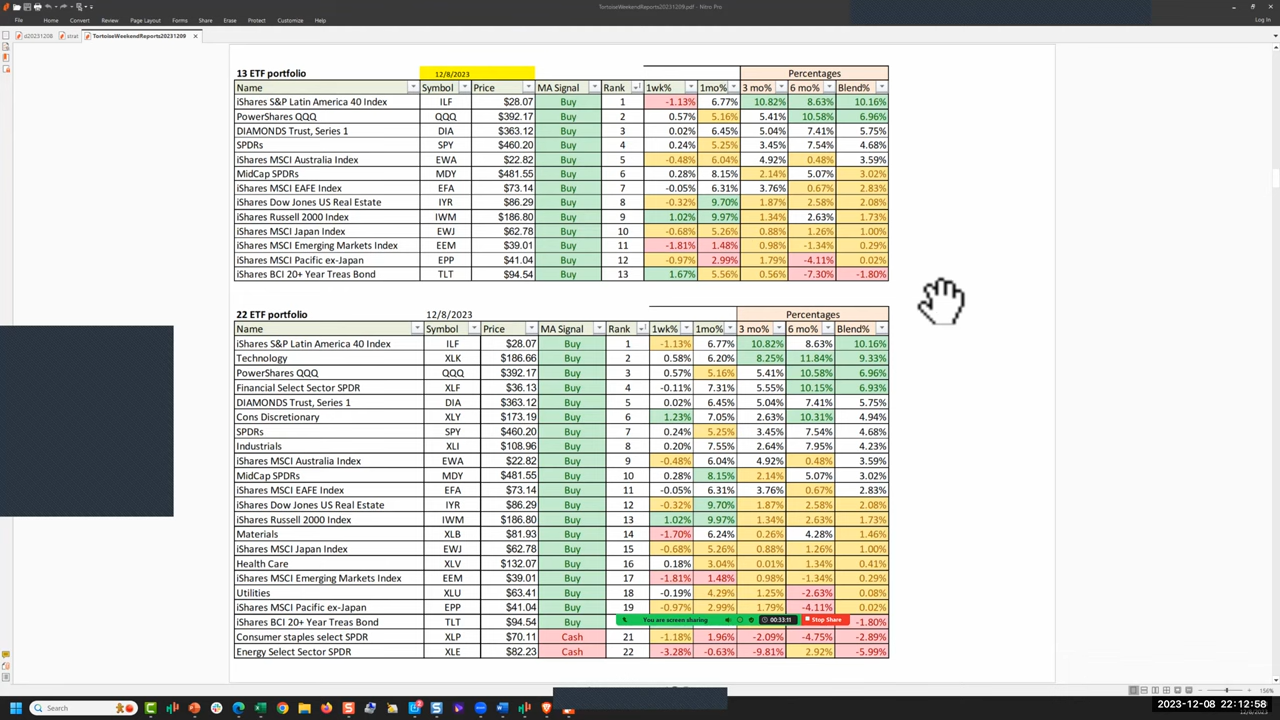 TortoiseWeekendReports20231209.pdf - Nitro Pro
File Home Convert Review Page Layout Forms Share Erase Protect Customize Help
Log In
d20231208 strat TortoiseWeekendReports20231209
13 ETF portfolio 12/8/2023 Percentages
Name Symbol Price MA Signal Rank 1wk% 1mo% 3 mo% 6 mo% Blend%
iShares S&P Latin America 40 Index ILF $28.07 Buy 1 -1.13% 6.77% 10.82% 8.63% 10.16%
PowerShares QQQ QQQ $392.17 Buy 2 0.57% 5.16% 5.41% 10.58% 6.96%
DIAMONDS Trust, Series 1 DIA $363.12 Buy 3 0.02% 6.45% 5.04% 7.41% 5.75%
SPDRs SPY $460.20 Buy 4 0.24% 5.25% 3.45% 7.54% 4.68%
iShares MSCI Australia Index EWA $22.82 Buy 5 -0.48% 6.04% 4.92% 0.48% 3.59%
MidCap SPDRs MDY $481.55 Buy 6 0.28% 8.15% 2.14% 5.07% 3.02%
iShares MSCI EAFE Index EFA $73.14 Buy 7 -0.05% 6.31% 3.76% 0.67% 2.83%
iShares Dow Jones US Real Estate IYR $86.29 Buy 8 -0.32% 9.70% 1.87% 2.58% 2.08%
iShares Russell 2000 Index IWM $186.80 Buy 9 1.02% 9.97% 1.34% 2.63% 1.73%
iShares MSCI Japan Index EWJ $62.78 Buy 10 -0.68% 5.26% 0.88% 1.26% 1.00%
iShares MSCI Emerging Markets Index EEM $39.01 Buy 11 -1.81% 1.48% 0.98% -1.34% 0.29%
iShares MSCI Pacific ex-Japan EPP $41.04 Buy 12 -0.97% 2.99% 1.79% -4.11% 0.02%
iShares BCI 20+ Year Treas Bond TLT $94.54 Buy 13 1.67% 5.56% 0.56% -7.30% -1.80%
22 ETF portfolio 12/8/2023 Percentages
Name Symbol Price MA Signal Rank 1wk% 1mo% 3 mo% 6 mo% Blend%
iShares S&P Latin America 40 Index ILF $28.07 Buy 1 -1.13% 6.77% 10.82% 8.63% 10.16%
Technology XLK $186.66 Buy 2 0.58% 6.20% 8.25% 11.84% 9.33%
PowerShares QQQ QQQ $392.17 Buy 3 0.57% 5.16% 5.41% 10.58% 6.96%
Financial Select Sector SPDR XLF $36.13 Buy 4 -0.11% 7.31% 5.55% 10.15% 6.93%
DIAMONDS Trust, Series 1 DIA $363.12 Buy 5 0.02% 6.45% 5.04% 7.41% 5.75%
Cons Discretionary XLY $173.19 Buy 6 1.23% 7.05% 2.63% 10.31% 4.94%
SPDRs SPY $460.20 Buy 7 0.24% 5.25% 3.45% 7.54% 4.68%
Industrials XLI $108.96 Buy 8 0.20% 7.55% 2.64% 7.95% 4.23%
iShares MSCI Australia Index EWA $22.82 Buy 9 -0.48% 6.04% 4.92% 0.48% 3.59%
MidCap SPDRs MDY $481.55 Buy 10 0.28% 8.15% 2.14% 5.07% 3.02%
iShares MSCI EAFE Index EFA $73.14 Buy 11 -0.05% 6.31% 3.76% 0.67% 2.83%
iShares Dow Jones US Real Estate IYR $86.29 Buy 12 -0.32% 9.70% 1.87% 2.58% 2.08%
iShares Russell 2000 Index IWM $186.80 Buy 13 1.02% 9.97% 1.34% 2.63% 1.73%
Materials XLB $81.93 Buy 14 -1.70% 6.24% 0.26% 4.28% 1.46%
iShares MSCI Japan Index EWJ $62.78 Buy 15 -0.68% 5.26% 0.88% 1.26% 1.00%
Health Care XLV $132.07 Buy 16 0.18% 3.04% 0.01% 1.34% 0.41%
iShares MSCI Emerging Markets Index EEM $39.01 Buy 17 -1.81% 1.48% 0.98% -1.34% 0.29%
Utilities XLU $63.41 Buy 18 -0.19% 4.29% 1.25% -2.63% 0.08%
iShares MSCI Pacific ex-Japan EPP $41.04 Buy 19 -0.97% 2.99% 1.79% -4.11% 0.02%
You are screen sharing 00:33:11 Stop Share
iShares BCI 20+ Year Treas Bond TLT $94.54 Buy -1.80%
Consumer staples select SPDR XLP $70.11 Cash 21 -1.18% 1.96% -2.09% -4.75% -2.89%
Energy Select Sector SPDR XLE $82.23 Cash 22 -3.28% -0.63% -9.81% 2.92% -5.99%
156%
Search
2023-12-08 22:12:58